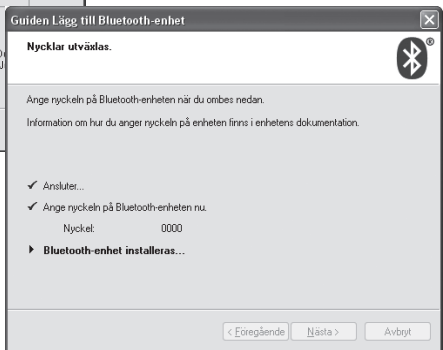 Guiden Lägg till Bluetooth-enhet
Nycklar utväxlas.
Ange nyckeln på Bluetooth-enheten när du ombes nedan.
Information om hur du anger nyckeln på enheten finns i enhetens dokumentation.
✓ Ansluter...
✓ Ange nyckeln på Bluetooth-enheten nu.
Nyckel: 0000
Bluetooth-enhet installeras...
< Föregående Nästa > Avbryt